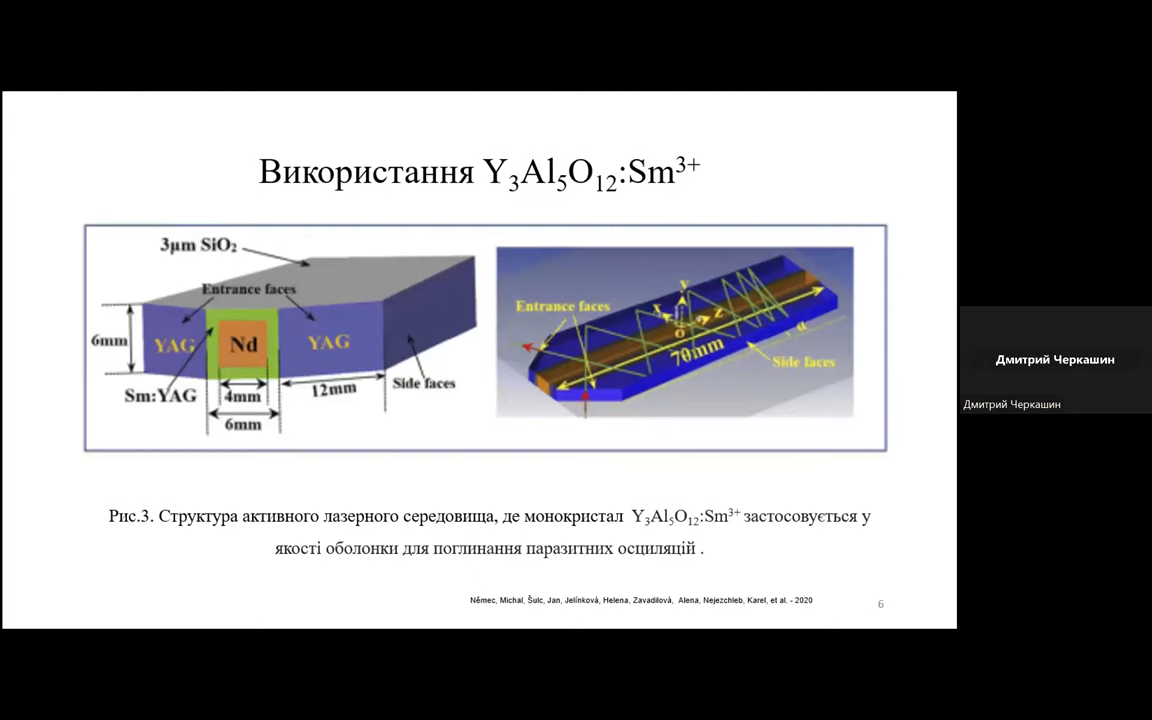 Використання Y₃Al₅O₁₂:Sm³⁺
3μm SiO₂
Entrance faces
6mm
YAG
Nd
YAG
Sm:YAG
4mm
12mm
Side faces
6mm
Entrance faces
Y
X
Z
O
70mm
α
Side faces
Рис.3. Структура активного лазерного середовища, де монокристал Y₃Al₅O₁₂:Sm³⁺ застосовується у
якості оболонки для поглинання паразитних осциляцій .
Němec, Michal, Šulc, Jan, Jelínková, Helena, Zavadilová, Alena, Nejezchleb, Karel, et al. - 2020
6
Дмитрий Черкашин
Дмитрий Черкашин